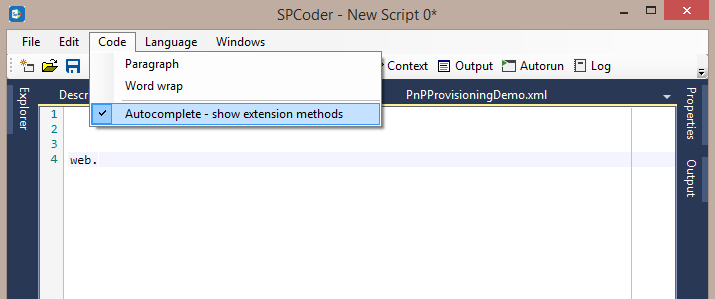 SPCoder - New Script 0*
File Edit Code Language Windows
Paragraph
Word wrap
Autocomplete - show extension methods
Context Output Autorun Log
Explorer
Descr
PnPProvisioningDemo.xml
Properties
Output
1
2
3
4 web.